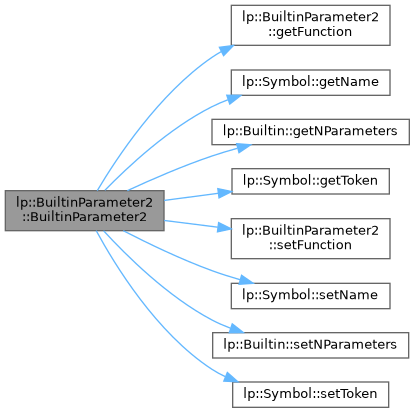 lp::BuiltinParameter2
::BuiltinParameter2
lp::BuiltinParameter2
::getFunction
lp::Symbol::getName
lp::Builtin::getNParameters
lp::Symbol::getToken
lp::BuiltinParameter2
::setFunction
lp::Symbol::setName
lp::Builtin::setNParameters
lp::Symbol::setToken